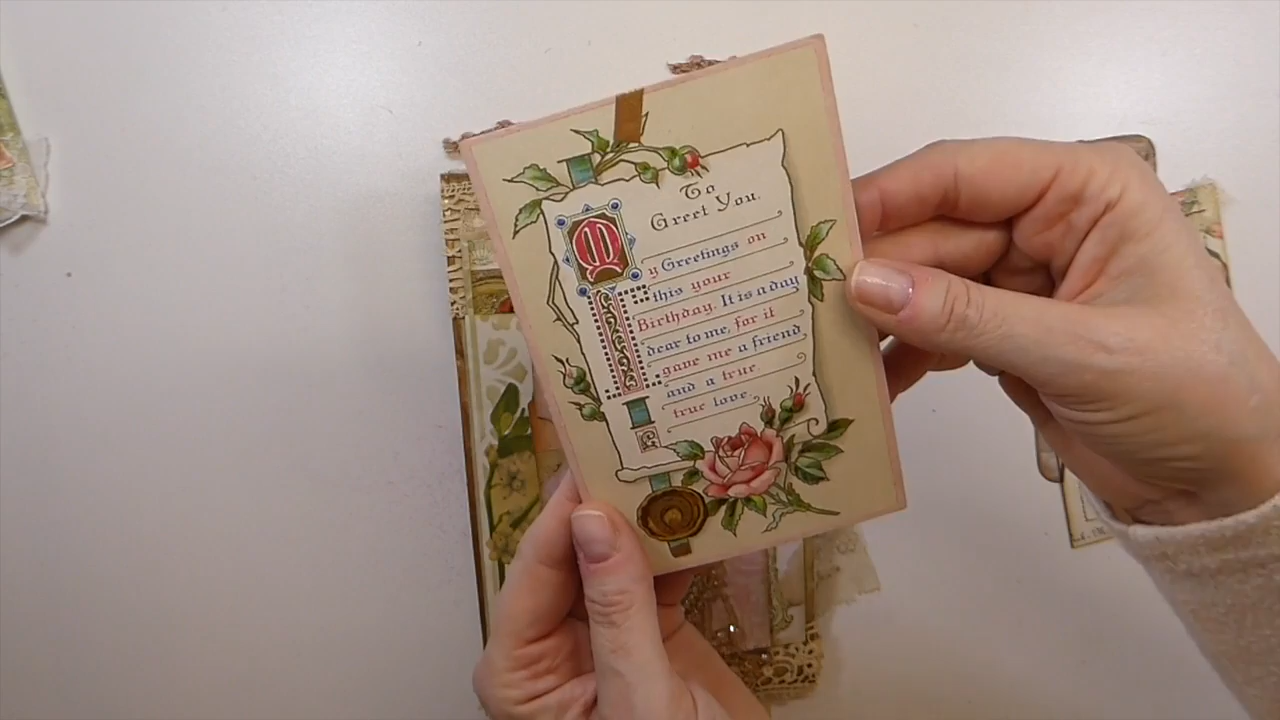 To
Greet You.
My Greetings on
this your
Birthday. It is a day
dear to me, for it
gave me a friend
and a true
true love.